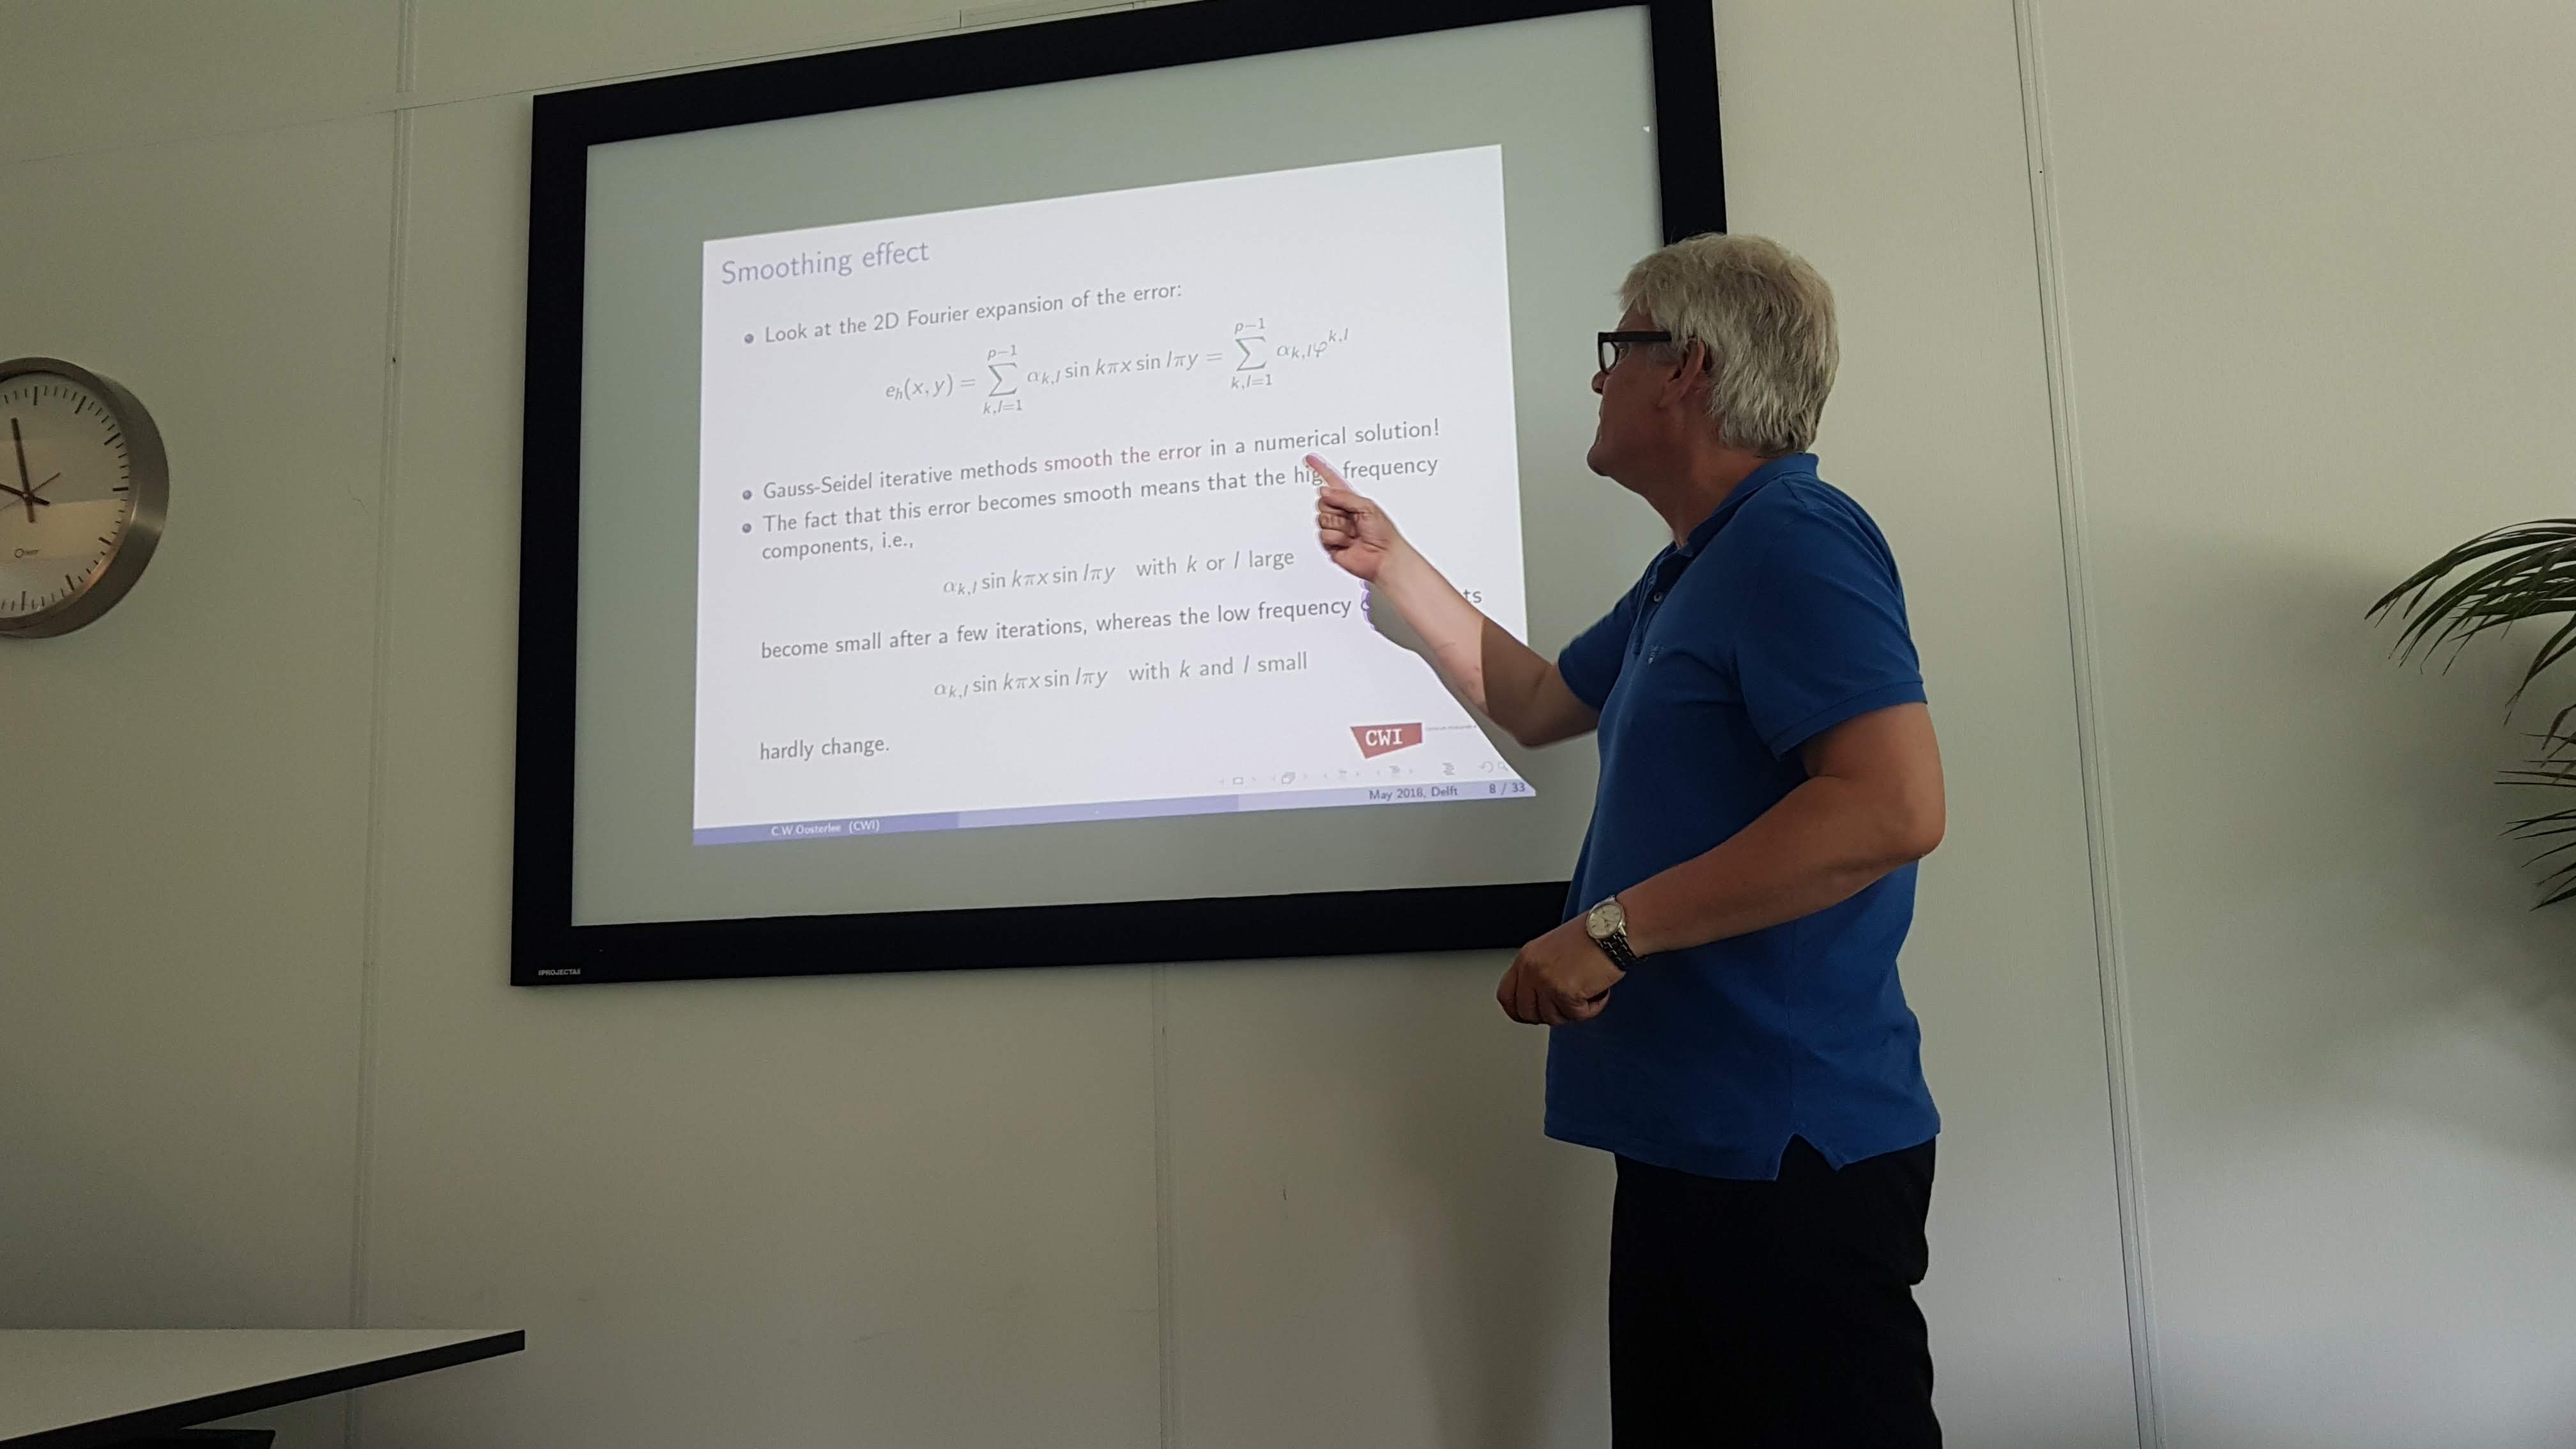 Smoothing effect
Look at the 2D Fourier expansion of the error:
e_h(x, y) = ∑_{k,l=1}^{p−1} α_{k,l} sin kπx sin lπy = ∑_{k,l=1}^{p−1} α_{k,l} φ^{k,l}
Gauss-Seidel iterative methods smooth the error in a numerical solution!
The fact that this error becomes smooth means that the frequency
components, i.e.,
α_{k,l} sin kπx sin lπy with k or l large
become small after a few iterations, whereas the low frequency
α_{k,l} sin kπx sin lπy with k and l small
hardly change.
CWI
May 2018, Delft 8 / 33
C.W Oosterlee (CWI)
PROJECTA